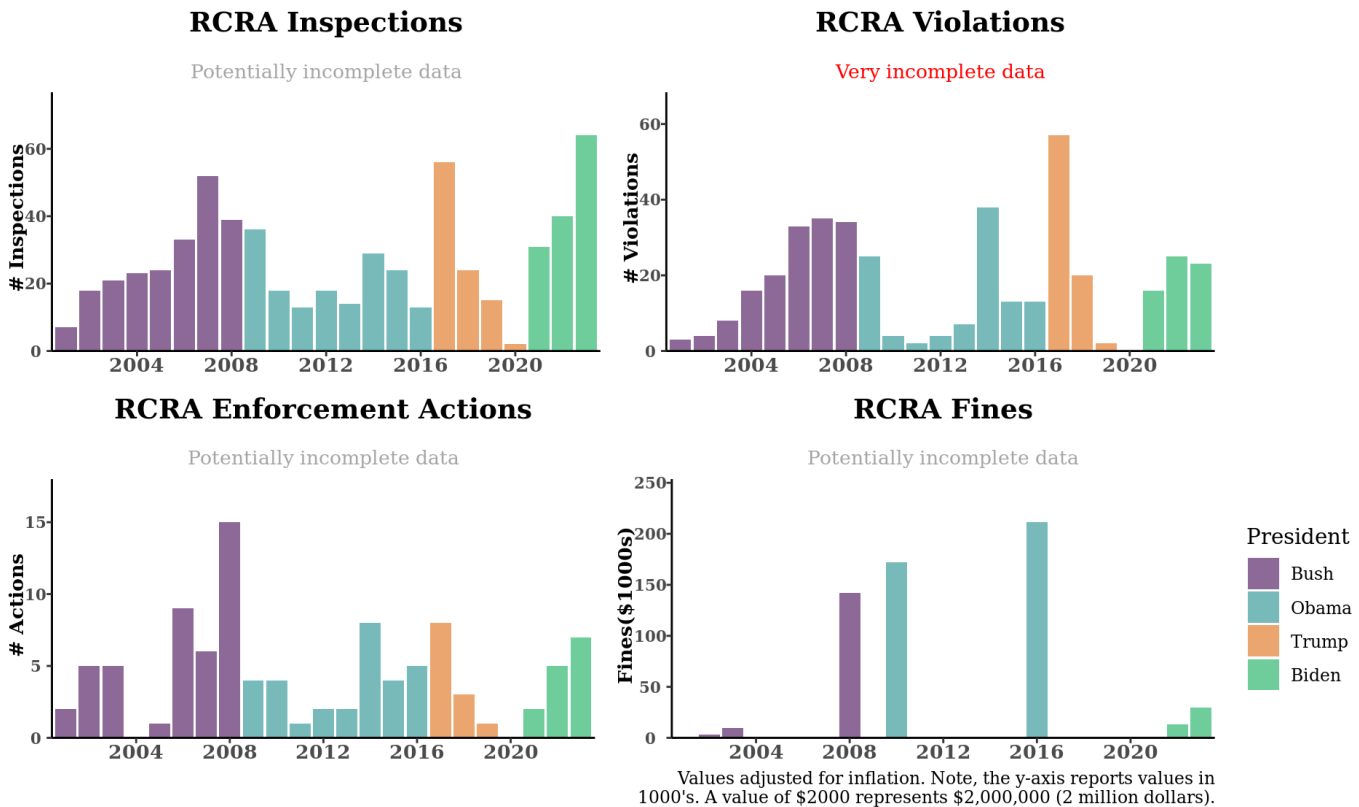 RCRA Inspections
Potentially incomplete data
# Inspections
60
40
20
0
2004 2008 2012 2016 2020
RCRA Violations
Very incomplete data
# Violations
60
40
20
0
2004 2008 2012 2016 2020
RCRA Enforcement Actions
Potentially incomplete data
# Actions
15
10
5
0
2004 2008 2012 2016 2020
RCRA Fines
Potentially incomplete data
Fines($1000s)
250
200
150
100
50
0
2004 2008 2012 2016 2020
President
Bush
Obama
Trump
Biden
Values adjusted for inflation. Note, the y-axis reports values in
1000's. A value of $2000 represents $2,000,000 (2 million dollars).